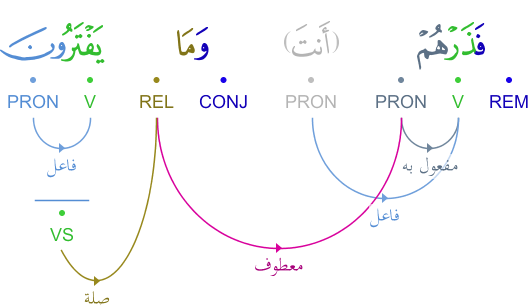 فَذَرْهُمْ (أَنتَ) وَمَا يَفْتَرُونَ
REM V PRON PRON CONJ REL V PRON
مفعول به
فاعل
فاعل
معطوف
VS
صلة